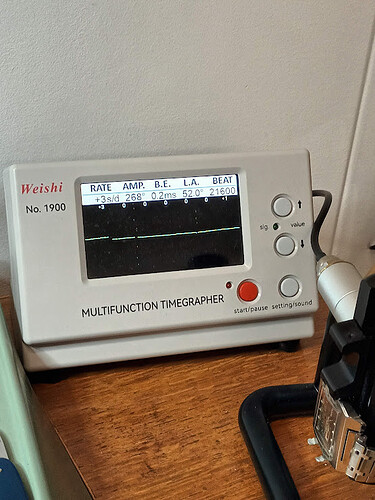 Weishi
No. 1900
RATE AMP. B.E. L.A. BEAT
+3s/d 268° 0.2ms 52.0° 21600
sig. value
MULTIFUNCTION TIMEGRAPHER
start/pause setting/sound